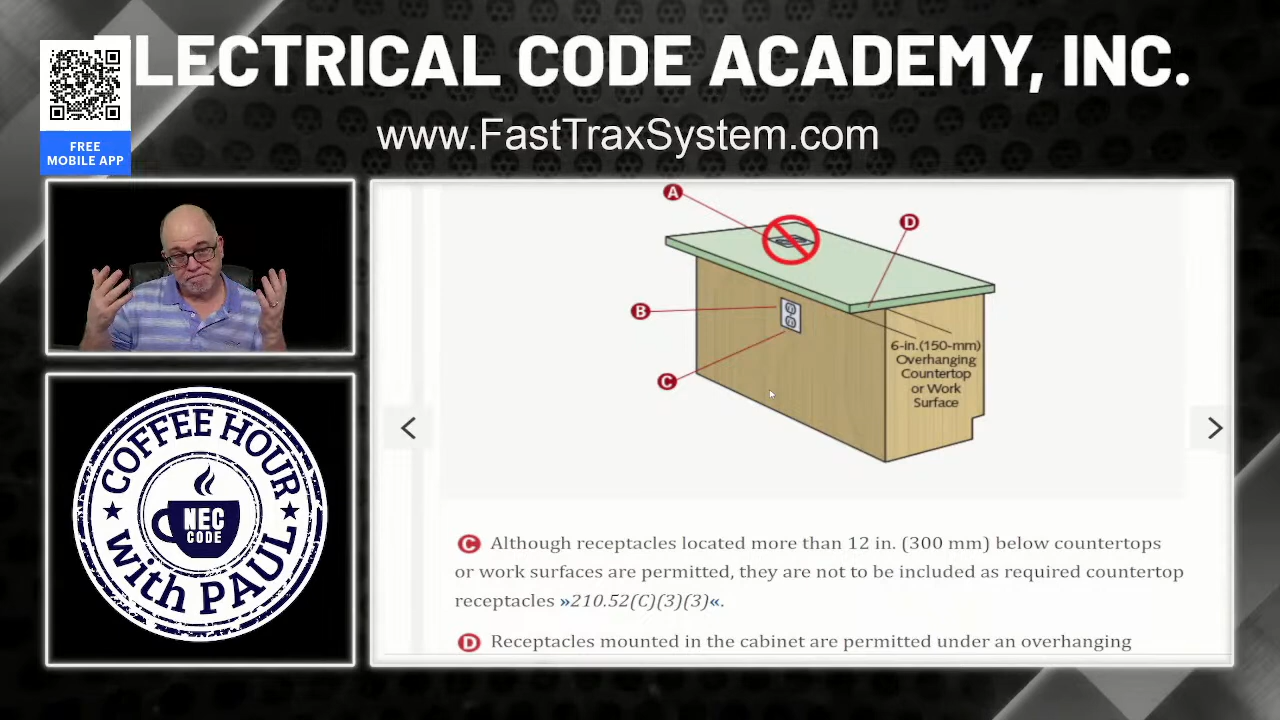 ELECTRICAL CODE ACADEMY, INC.
www.FastTraxSystem.com
FREE
MOBILE APP
A
D
B
C
6-in.(150-mm)
Overhanging
Countertop
or Work
Surface
COFFEE HOUR
NEC
CODE
with PAUL
C Although receptacles located more than 12 in. (300 mm) below countertops
or work surfaces are permitted, they are not to be included as required countertop
receptacles »210.52(C)(3)(3)«.
D Receptacles mounted in the cabinet are permitted under an overhanging